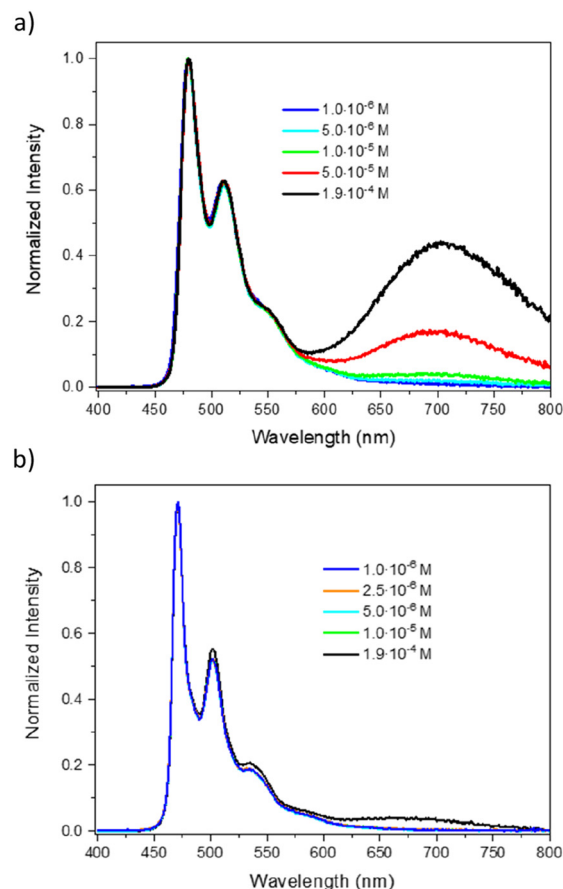 a)
1.0
0.8
0.6
0.4
0.2
0.0
Normalized Intensity
1.0·10⁻⁶ M
5.0·10⁻⁶ M
1.0·10⁻⁵ M
5.0·10⁻⁵ M
1.9·10⁻⁴ M
400 450 500 550 600 650 700 750 800
Wavelength (nm)
b)
1.0
0.8
0.6
0.4
0.2
0.0
Normalized Intensity
1.0·10⁻⁶ M
2.5·10⁻⁶ M
5.0·10⁻⁶ M
1.0·10⁻⁵ M
1.9·10⁻⁴ M
400 450 500 550 600 650 700 750 800
Wavelength (nm)